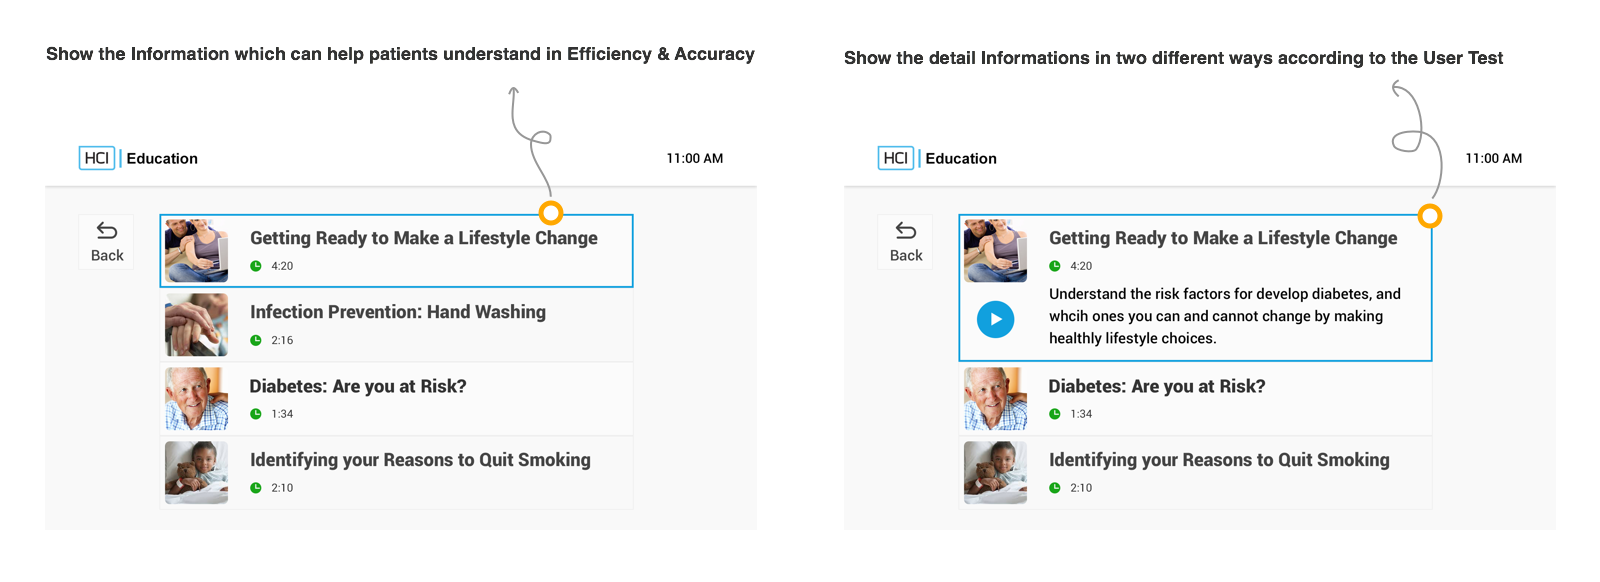 Show the Information which can help patients understand in Efficiency & Accuracy
HCI | Education
11:00 AM
Back
Getting Ready to Make a Lifestyle Change
4:20
Infection Prevention: Hand Washing
2:16
Diabetes: Are you at Risk?
1:34
Identifying your Reasons to Quit Smoking
2:10
Show the detail Informations in two different ways according to the User Test
HCI | Education
11:00 AM
Back
Getting Ready to Make a Lifestyle Change
4:20
Understand the risk factors for develop diabetes, and
whcih ones you can and cannot change by making
healthly lifestyle choices.
Diabetes: Are you at Risk?
1:34
Identifying your Reasons to Quit Smoking
2:10